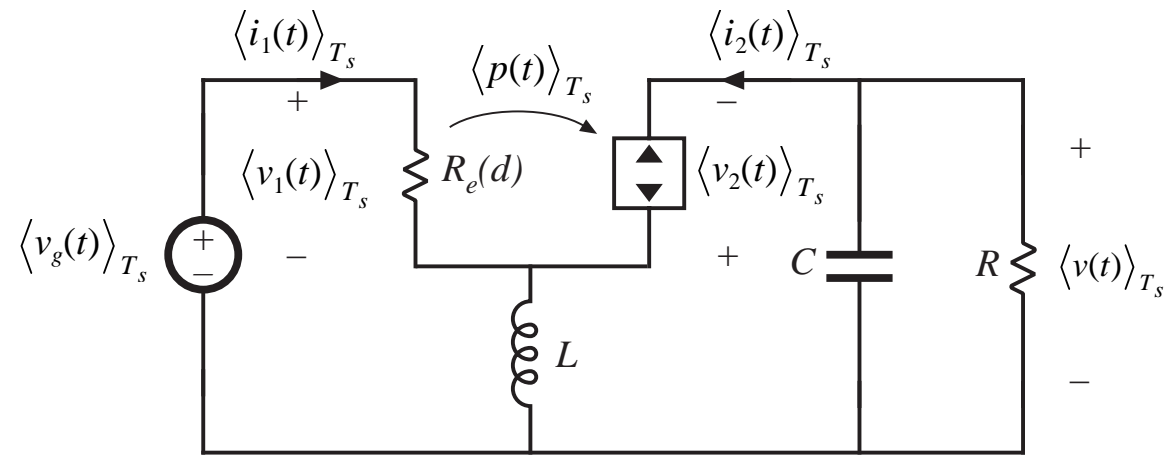 ⟨i₁(t)⟩_{T_s}
⟨p(t)⟩_{T_s}
⟨i₂(t)⟩_{T_s}
+
−
⟨v₁(t)⟩_{T_s}
R_e(d)
⟨v₂(t)⟩_{T_s}
+
⟨v_g(t)⟩_{T_s}
+
−
−
+
C
R
⟨v(t)⟩_{T_s}
L
−